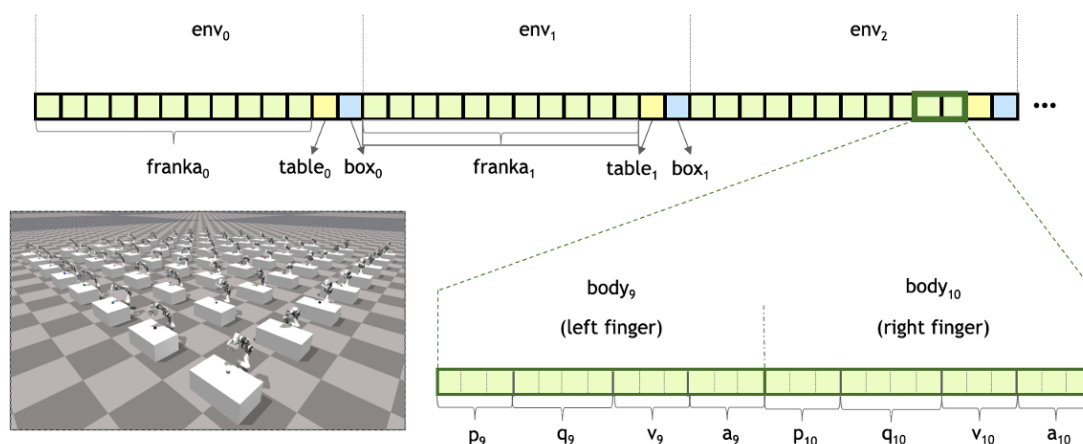 env₀ env₁ env₂
...
franka₀ table₀ box₀ franka₁ table₁ box₁
body₉ body₁₀
(left finger) (right finger)
p₉ q₉ v₉ a₉ p₁₀ q₁₀ v₁₀ a₁₀